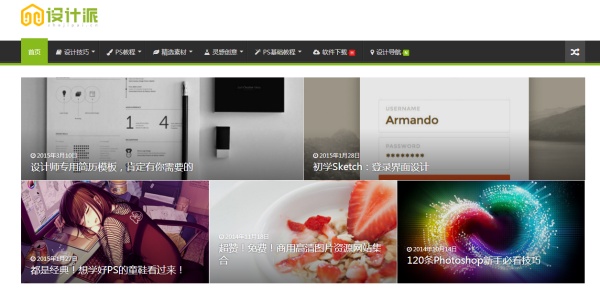 设计派
shejipai.cn
首页 设计技巧 PS教程 精选素材 灵感创意 PS基础教程 软件下载 设计导航
2015年3月10日
设计师专用简历模板，肯定有你需要的
USERNAME
Armando
PASSWORD
2015年1月28日
初学Sketch：登录界面设计
2015年1月27日
都是经典！想学好PS的童鞋看过来！
2014年11月18日
超赞！免费！商用高清图片资源网站集
合
2014年10月14日
120条Photoshop新手必看技巧